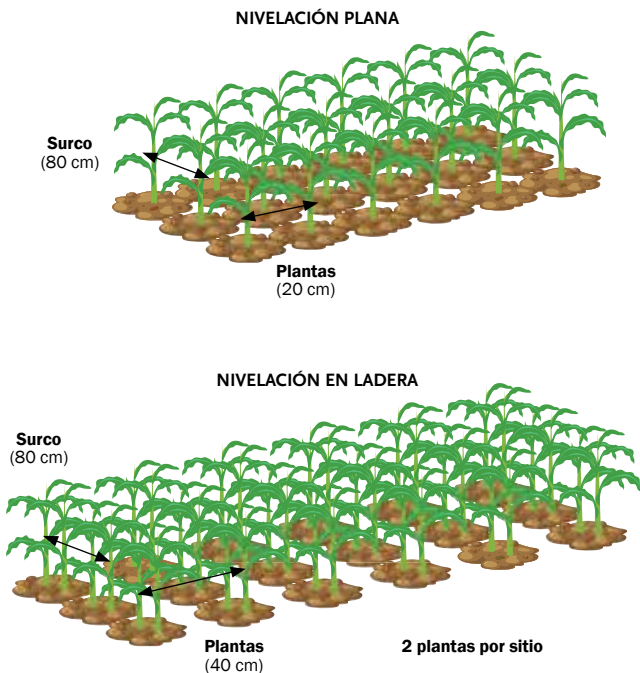 NIVELACIÓN PLANA
Surco
(80 cm)
Plantas
(20 cm)
NIVELACIÓN EN LADERA
Surco
(80 cm)
Plantas
(40 cm)
2 plantas por sitio